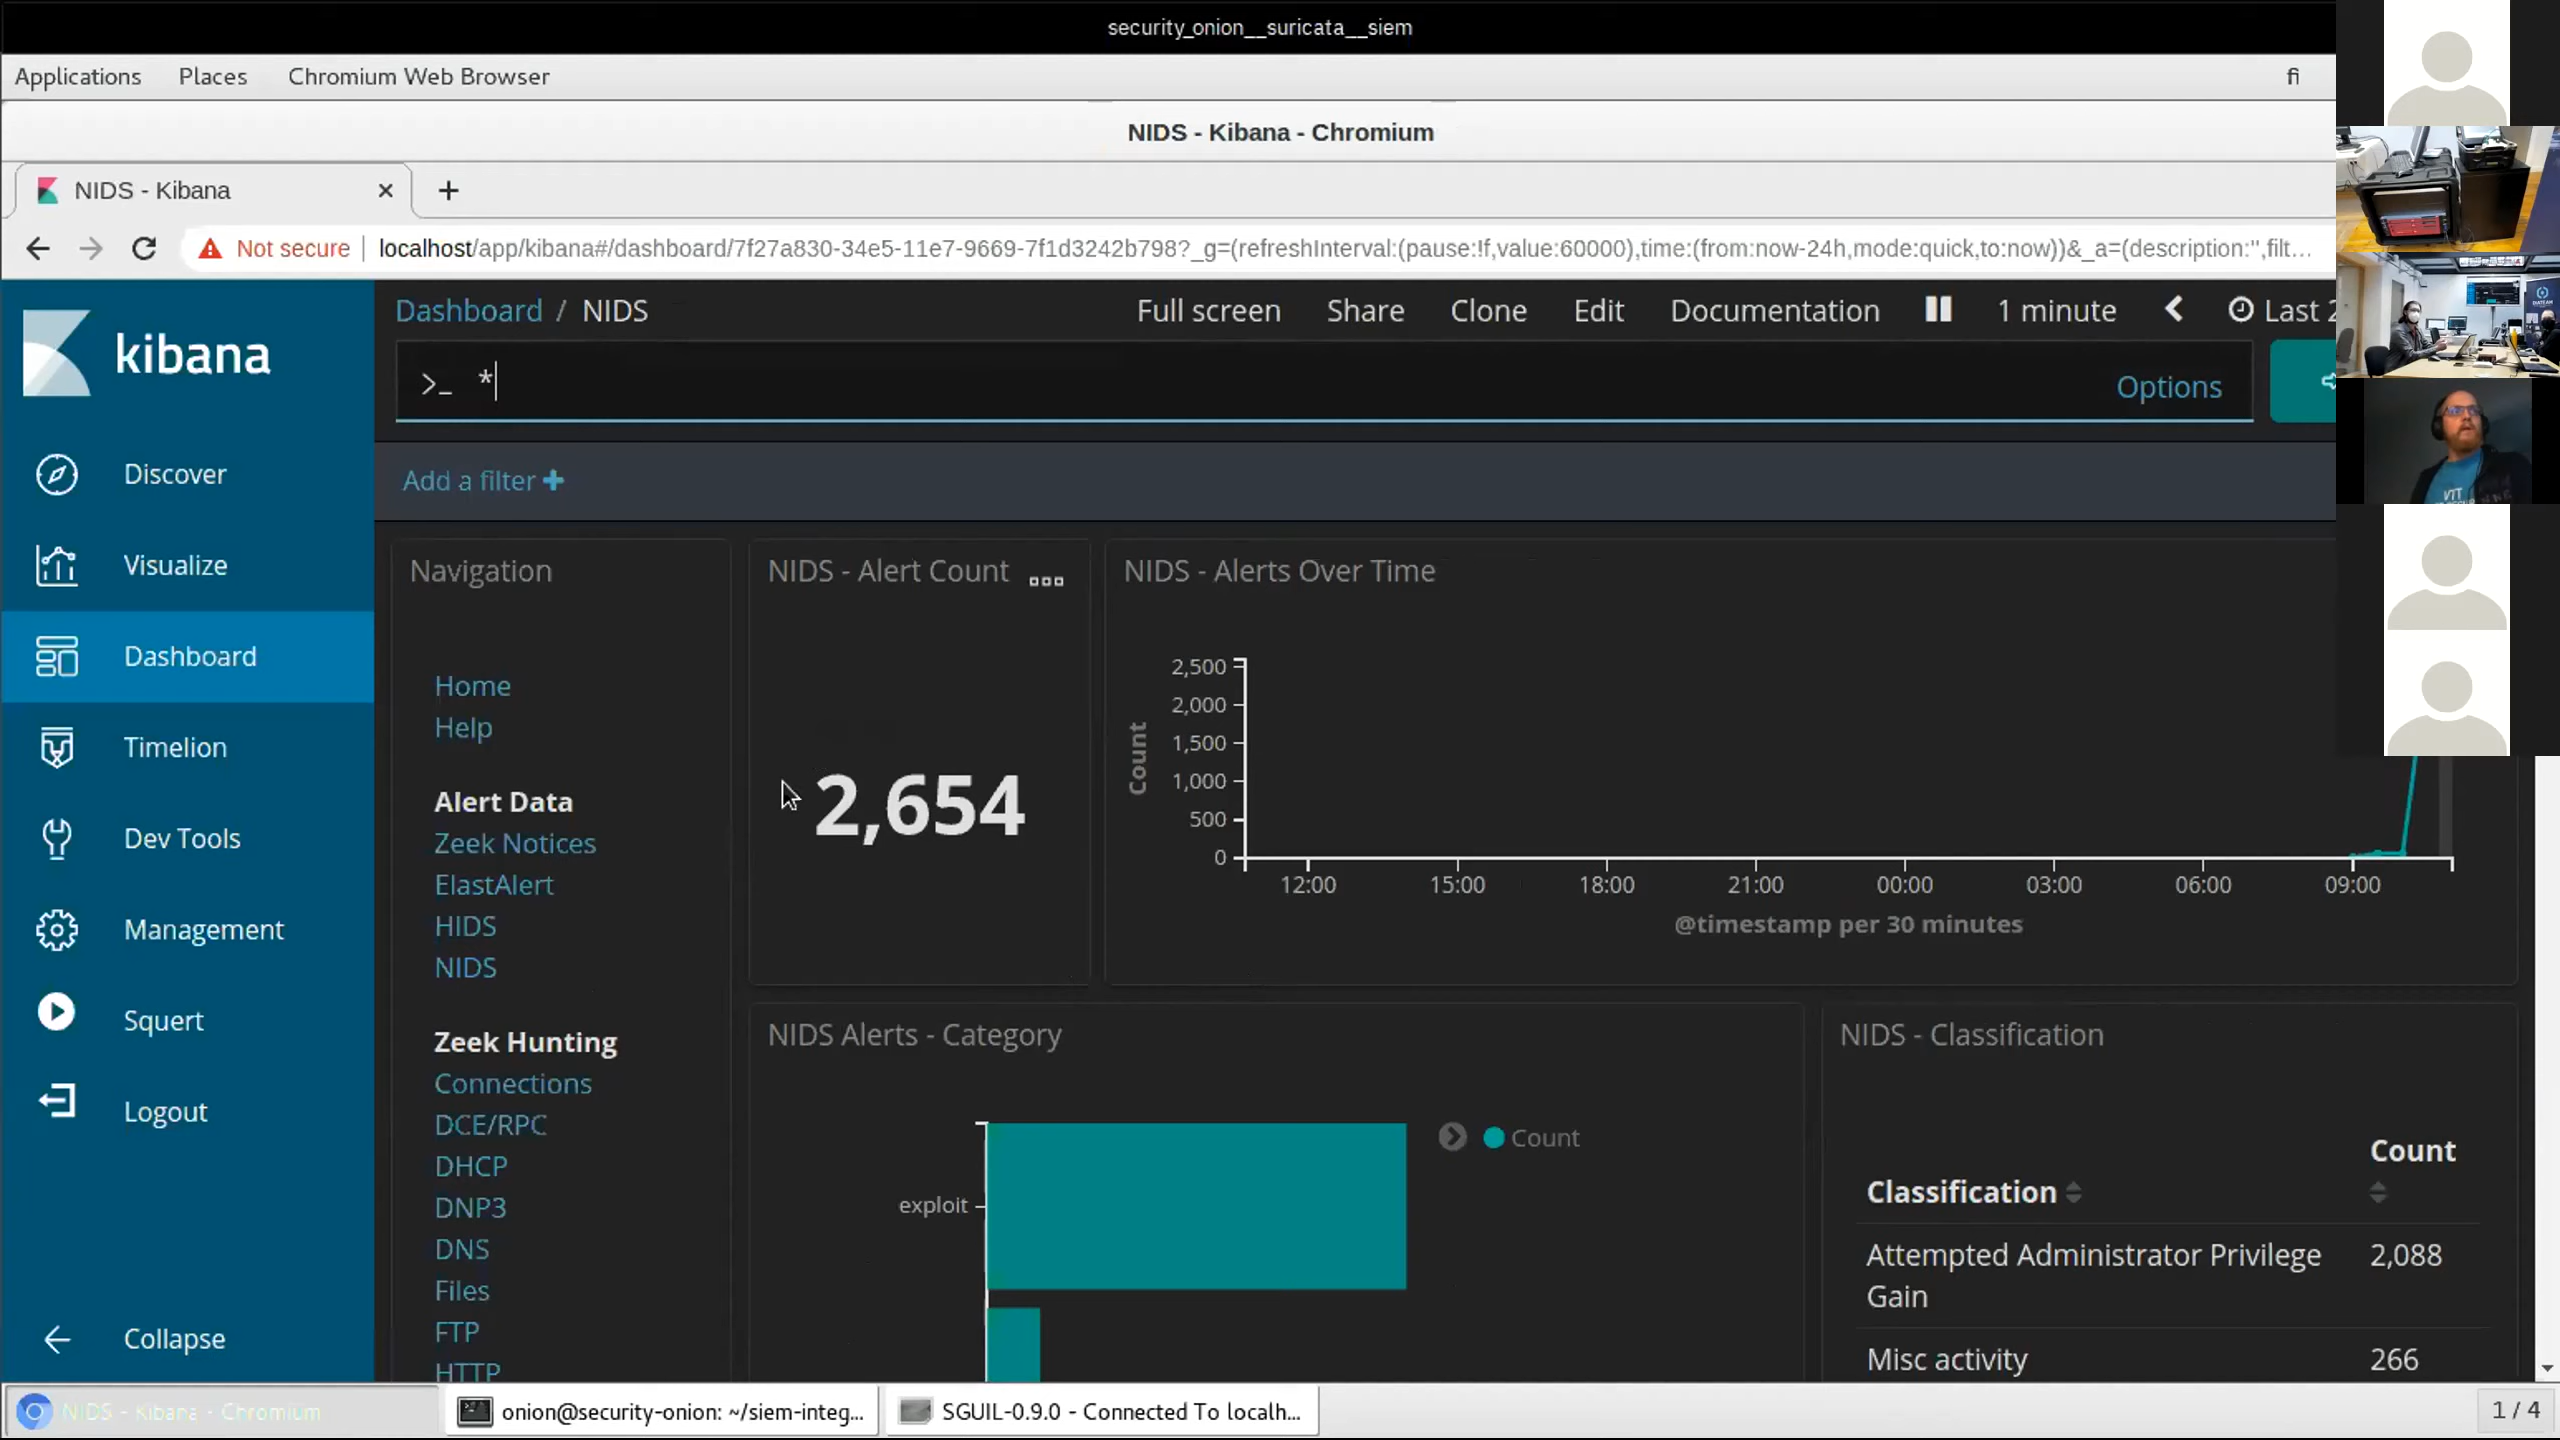 security_onion__suricata__siem
Applications Places Chromium Web Browser fi
NIDS - Kibana - Chromium
NIDS - Kibana × +
Not secure localhost/app/kibana#/dashboard/7f27a830-34e5-11e7-9669-7f1d3242b798?_g=(refreshInterval:(pause:!f,value:60000),time:(from:now-24h,mode:quick,to:now))&_a=(description:'',filt...
kibana
Discover
Visualize
Dashboard
Timelion
Dev Tools
Management
Squert
Logout
Collapse
Dashboard / NIDS
Full screen Share Clone Edit Documentation 1 minute Last 2
>_ *
Options
Add a filter +
Navigation
Home
Help
Alert Data
Zeek Notices
ElastAlert
HIDS
NIDS
Zeek Hunting
Connections
DCE/RPC
DHCP
DNP3
DNS
Files
FTP
HTTP
NIDS - Alert Count
2,654
NIDS - Alerts Over Time
Count
2,500
2,000
1,500
1,000
500
0
12:00 15:00 18:00 21:00 00:00 03:00 06:00 09:00
@timestamp per 30 minutes
NIDS Alerts - Category
exploit
Count
NIDS - Classification
Classification Count
Attempted Administrator Privilege Gain 2,088
Misc activity 266
VTT
NIDS - Kibana - Chromium
onion@security-onion: ~/siem-integ...
SGUIL-0.9.0 - Connected To localh...
1 / 4